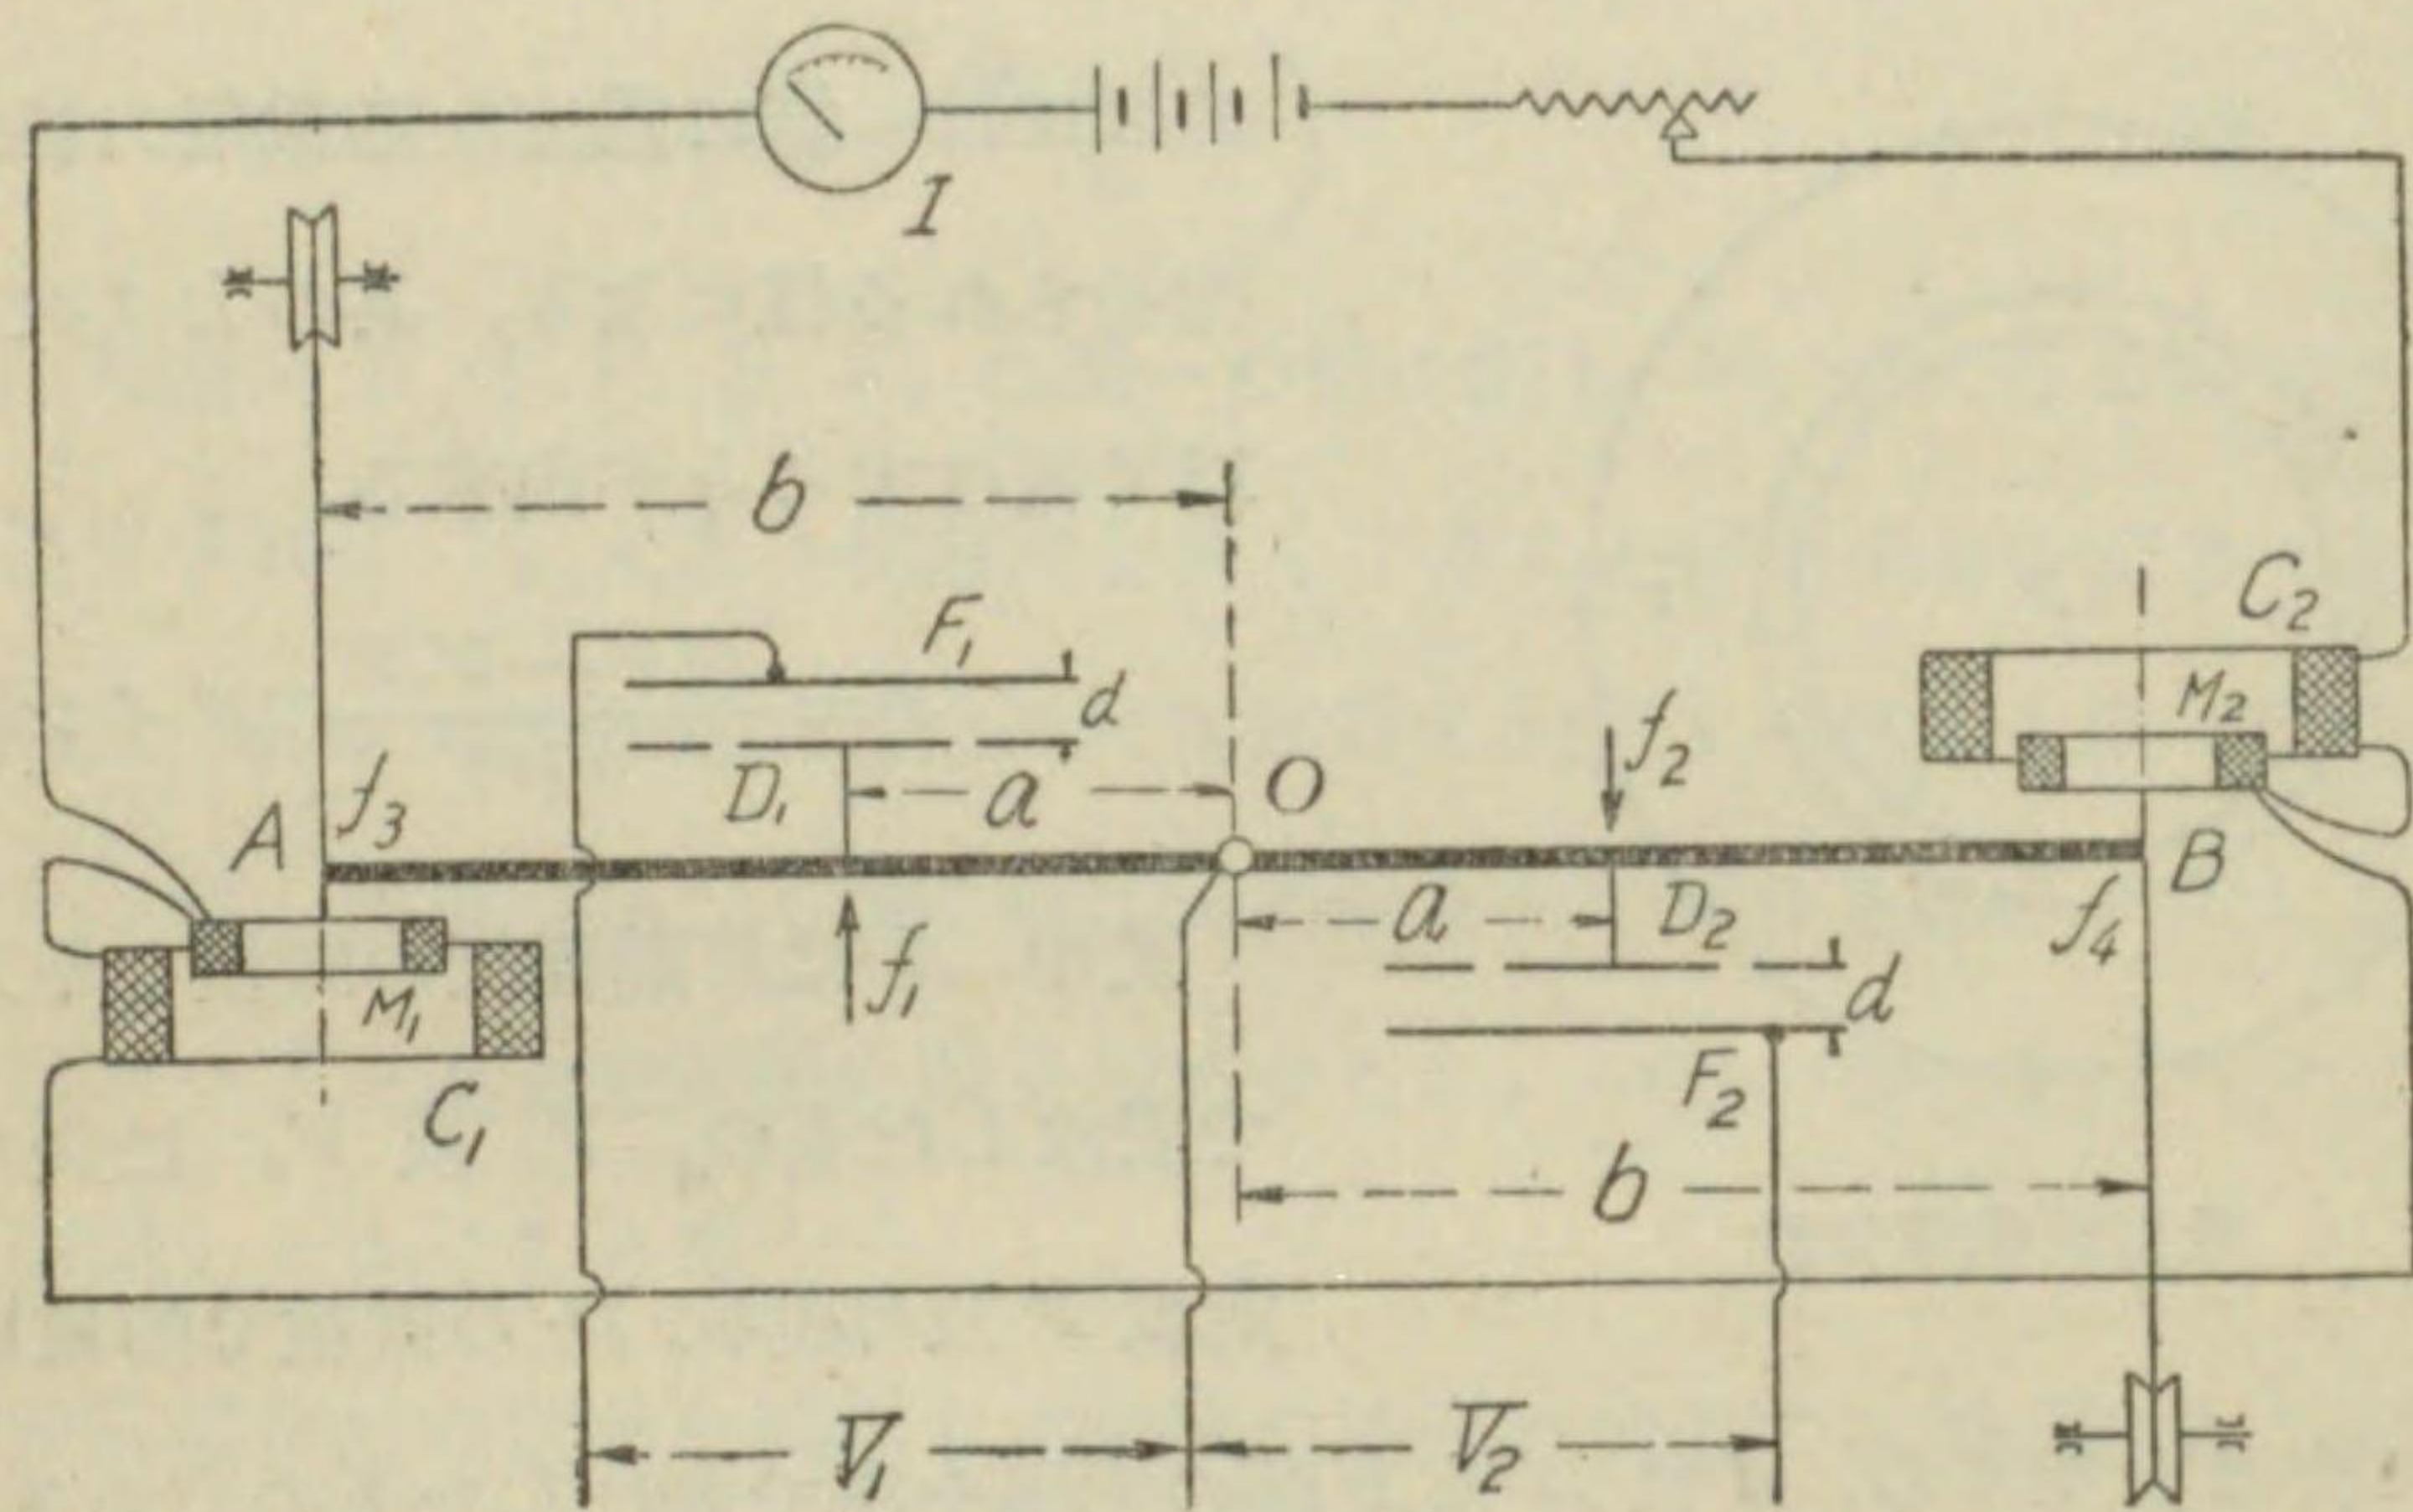 I
b
F₁
d
C₂
M₂
f₂
O
D₁
a
A
f₃
B
f₄
a
D₂
f₁
d
M₁
C₁
F₂
b
V₁
V₂